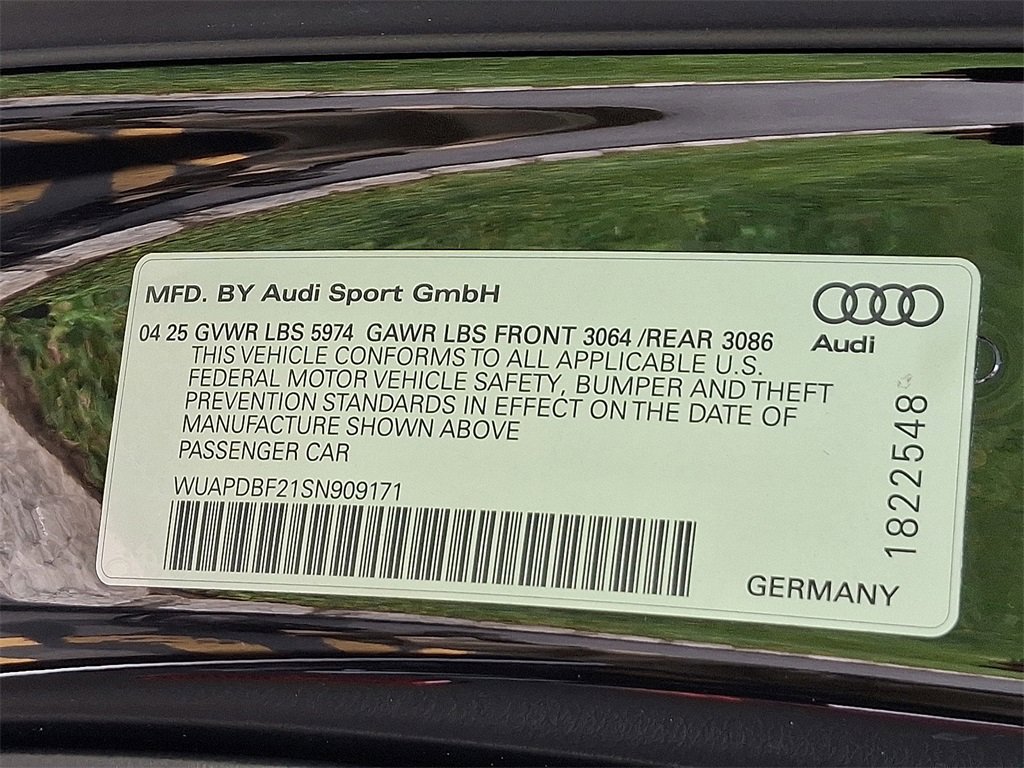 MFD. BY Audi Sport GmbH
Audi
04 25 GVWR LBS 5974 GAWR LBS FRONT 3064 /REAR 3086
THIS VEHICLE CONFORMS TO ALL APPLICABLE U.S.
FEDERAL MOTOR VEHICLE SAFETY, BUMPER AND THEFT
PREVENTION STANDARDS IN EFFECT ON THE DATE OF
MANUFACTURE SHOWN ABOVE
PASSENGER CAR
WUAPDBF21SN909171
1822548
GERMANY